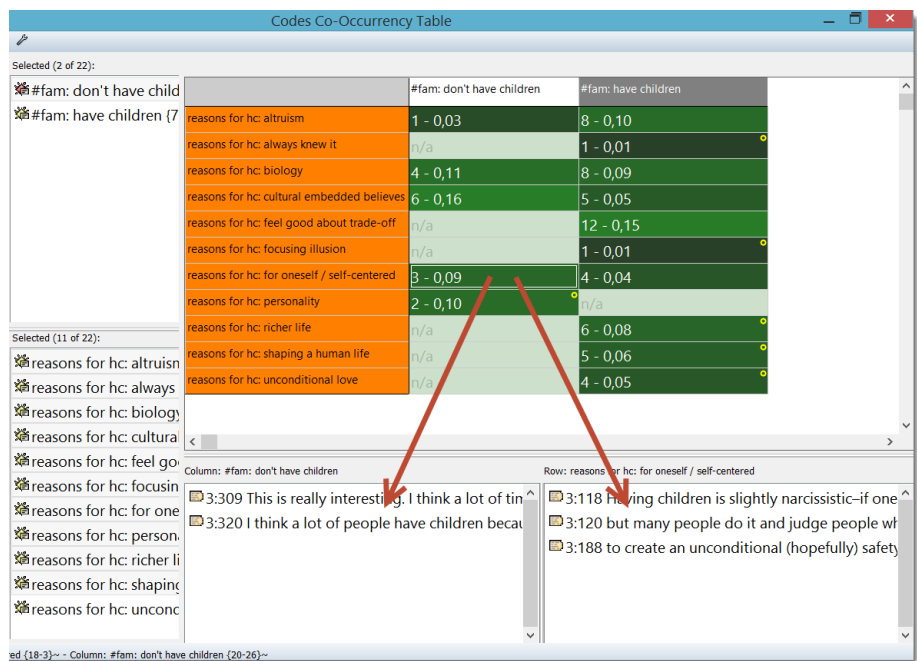 Codes Co-Occurrency Table
Selected (2 of 22):
#fam: don't have child
#fam: have children {7
#fam: don't have children #fam: have children
reasons for hc: altruism 1 - 0,03 8 - 0,10
reasons for hc: always knew it n/a 1 - 0,01
reasons for hc: biology 4 - 0,11 8 - 0,09
reasons for hc: cultural embedded believes 6 - 0,16 5 - 0,05
reasons for hc: feel good about trade-off n/a 12 - 0,15
reasons for hc: focusing illusion n/a 1 - 0,01
reasons for hc: for oneself / self-centered 3 - 0,09 4 - 0,04
reasons for hc: personality 2 - 0,10 n/a
reasons for hc: richer life n/a 6 - 0,08
reasons for hc: shaping a human life n/a 5 - 0,06
reasons for hc: unconditional love n/a 4 - 0,05
Selected (11 of 22):
reasons for hc: altruism
reasons for hc: always
reasons for hc: biology
reasons for hc: cultural
reasons for hc: feel go
reasons for hc: focusin
reasons for hc: for one
reasons for hc: person
reasons for hc: richer li
reasons for hc: shaping
reasons for hc: uncond
Column: #fam: don't have children
3:309 This is really interesting. I think a lot of tim
3:320 I think a lot of people have children becau
Row: reasons for hc: for oneself / self-centered
3:118 Having children is slightly narcissistic–if one
3:120 but many people do it and judge people wh
3:188 to create an unconditional (hopefully) safety
red {18-3}~ - Column: #fam: don't have children {20-26}~